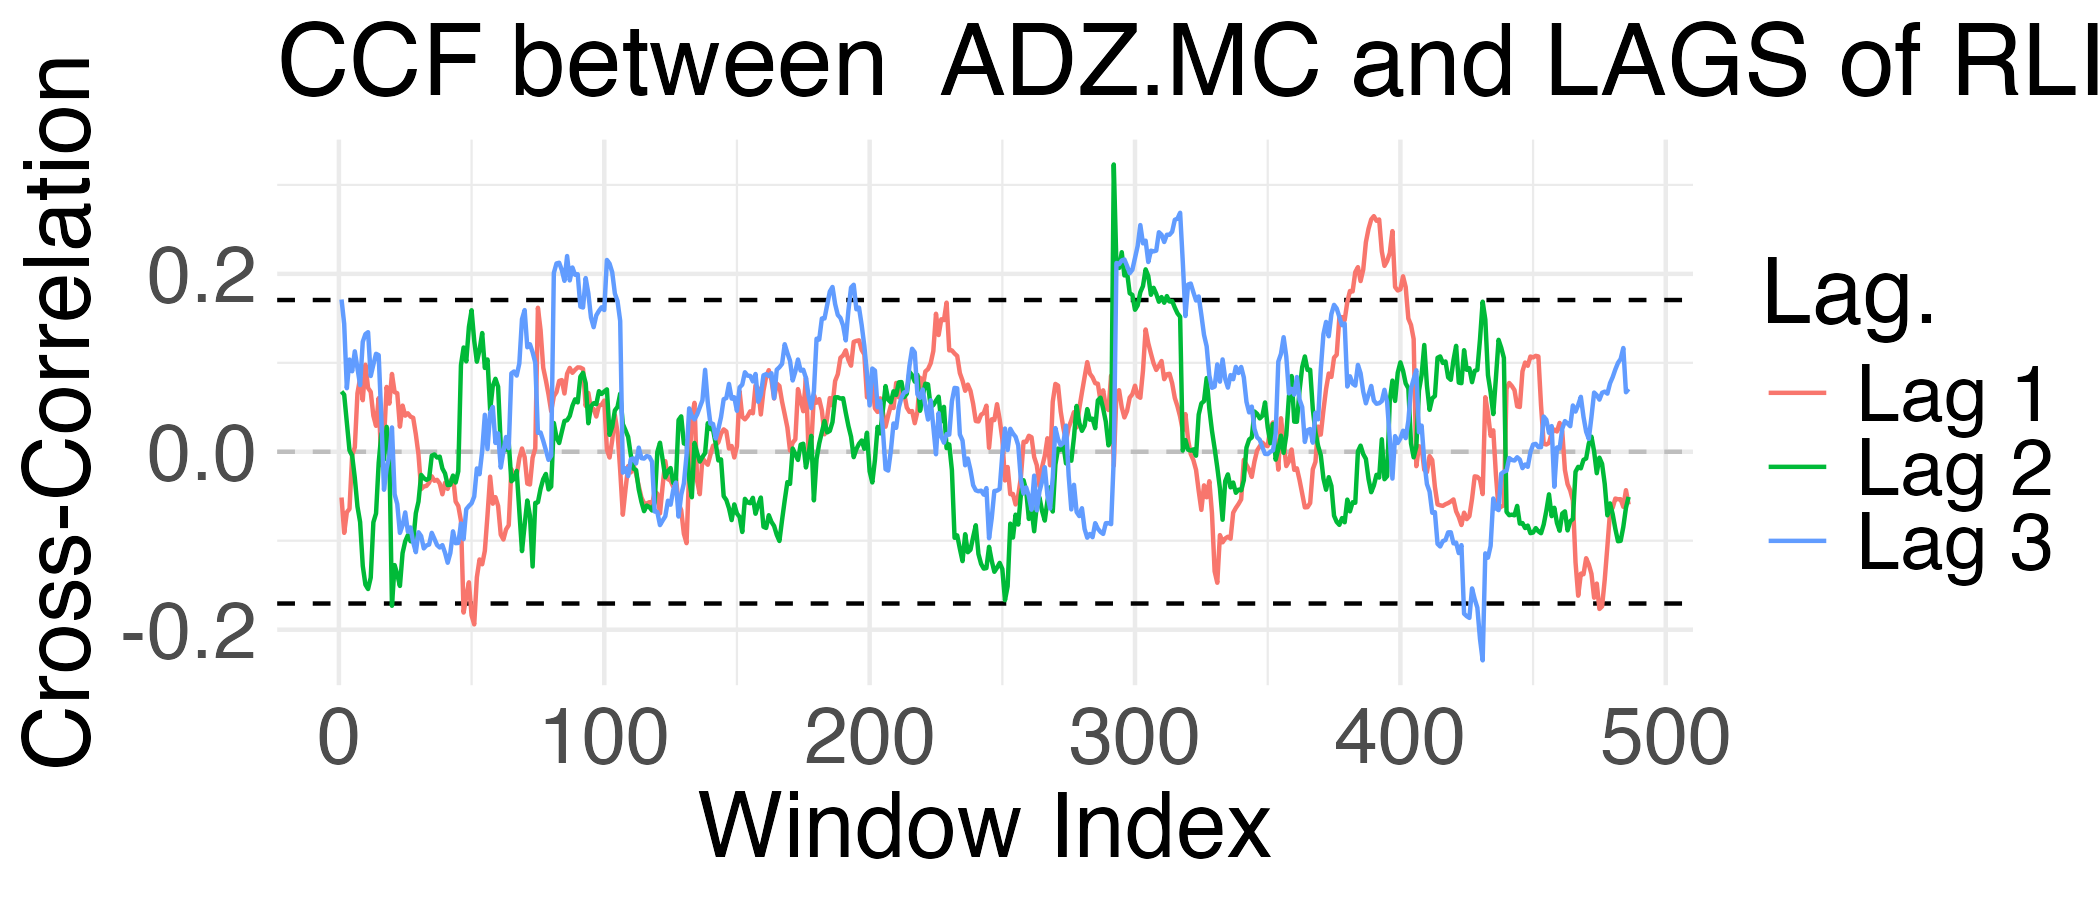 CCF between  ADZ.MC and LAGS of RLI
Cross-Correlation
0.2
0.0
-0.2
0
100
200
300
400
500
Window Index
Lag.
Lag 1
Lag 2
Lag 3